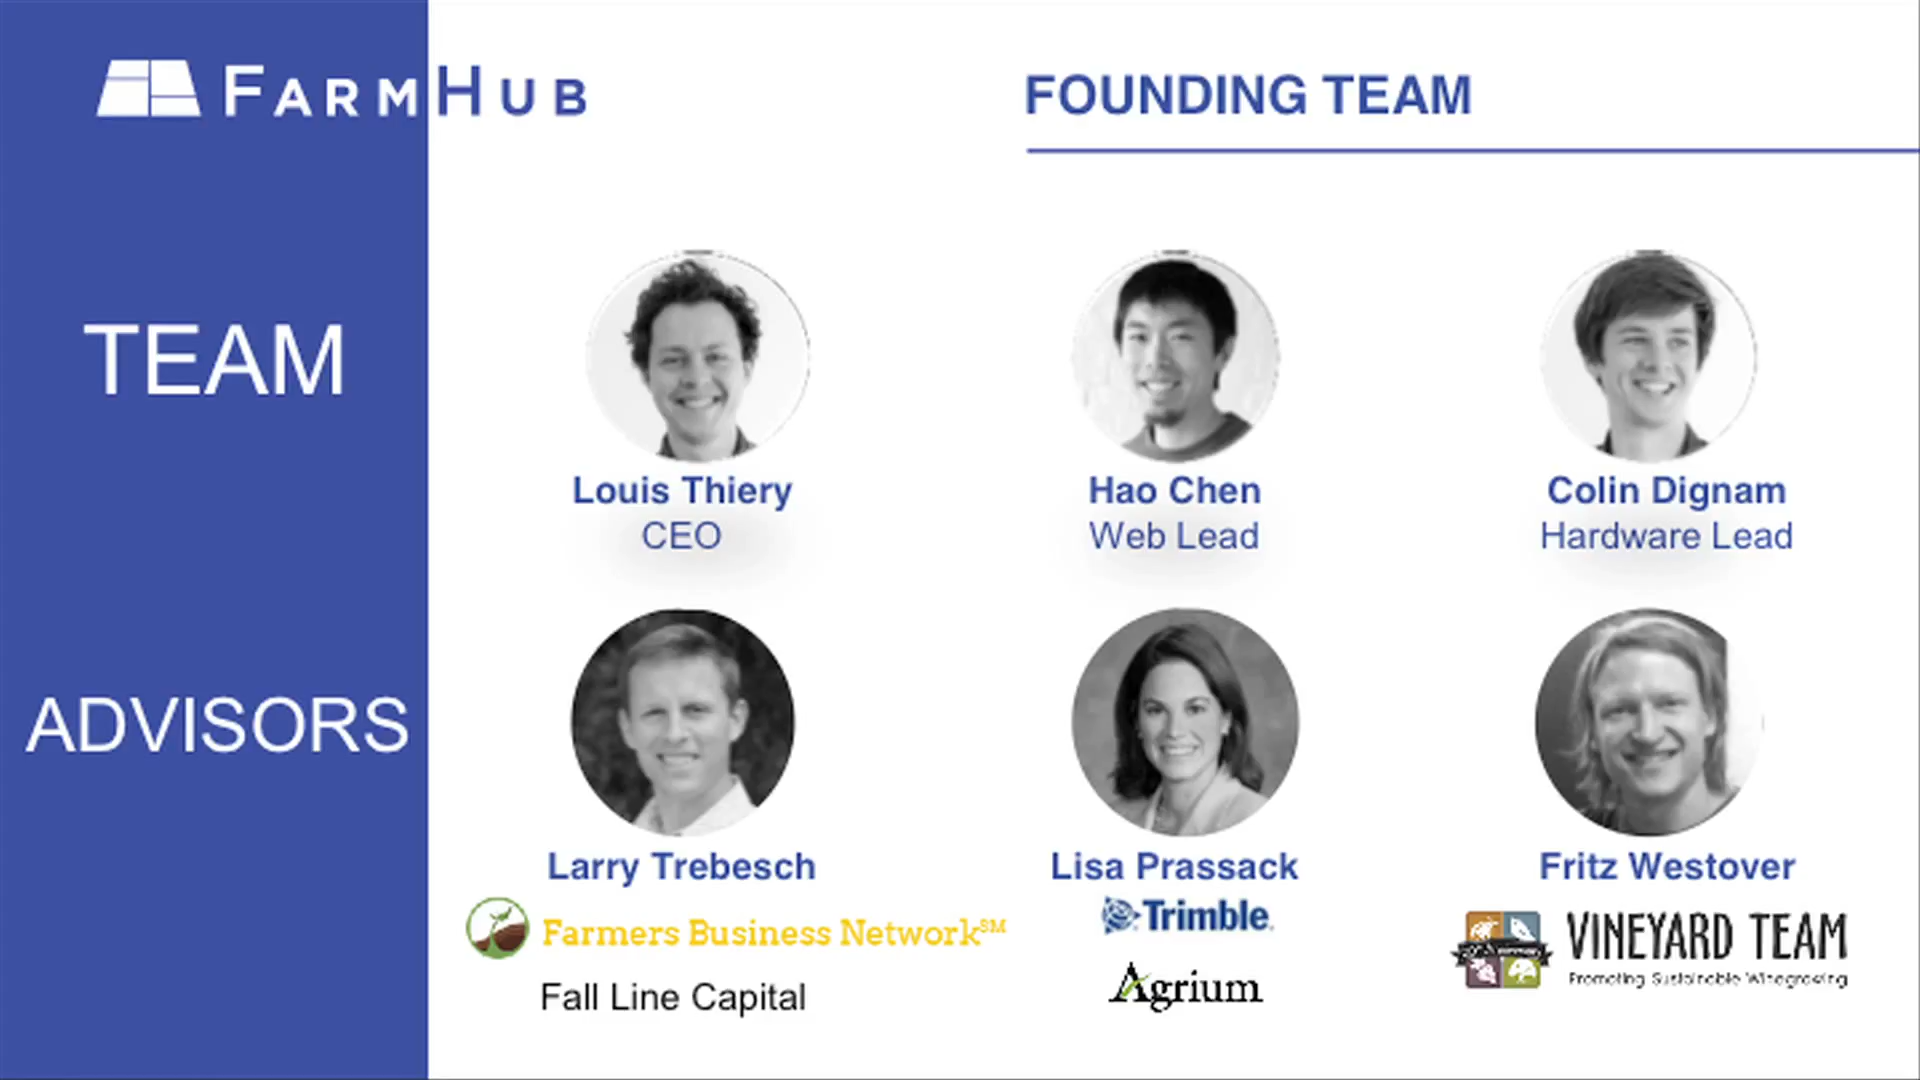 FARMHUB
FOUNDING TEAM
TEAM
Louis Thiery
CEO
Hao Chen
Web Lead
Colin Dignam
Hardware Lead
ADVISORS
Larry Trebesch
Farmers Business Network℠
Fall Line Capital
Lisa Prassack
Trimble
Agrium
Fritz Westover
VINEYARD TEAM
Promoting Sustainable Winegrowing